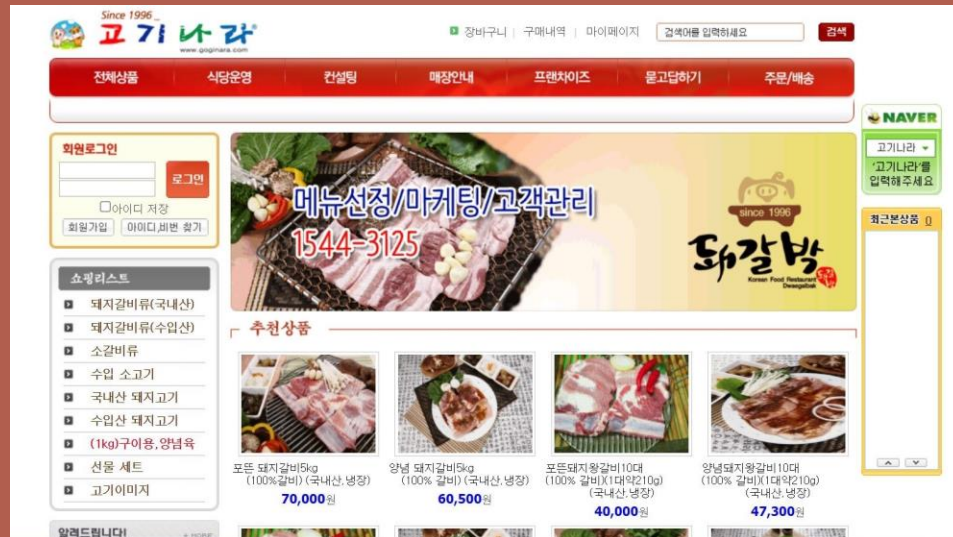 Since 1996_
고기나라
www.goginara.com
장바구니 | 구매내역 | 마이페이지
검색어를 입력하세요
검색
전체상품
식당운영
컨설팅
매장안내
프랜차이즈
묻고답하기
주문/배송
회원로그인
로그인
아이디 저장
회원가입
아이디,비번 찾기
메뉴선정/마케팅/고객관리
1544-3125
since 1996
돼갈박
Korean Food Restaurant
Dwaegalbak
NAVER
고기나라
'고기나라'를
입력해주세요
최근본상품 0
쇼핑리스트
돼지갈비류(국내산)
돼지갈비류(수입산)
소갈비류
수입 소고기
국내산 돼지고기
수입산 돼지고기
(1kg)구이용,양념육
선물 세트
고기이미지
알려드립니다!
+ MORE
추천상품
포뜬 돼지갈비5kg
(100%갈비) (국내산,냉장)
70,000원
양념 돼지갈비5kg
(100% 갈비) (국내산,냉장)
60,500원
포뜬돼지왕갈비10대
(100% 갈비)(1대약210g)
(국내산,냉장)
40,000원
양념돼지왕갈비10대
(100% 갈비)(1대약210g)
(국내산,냉장)
47,300원